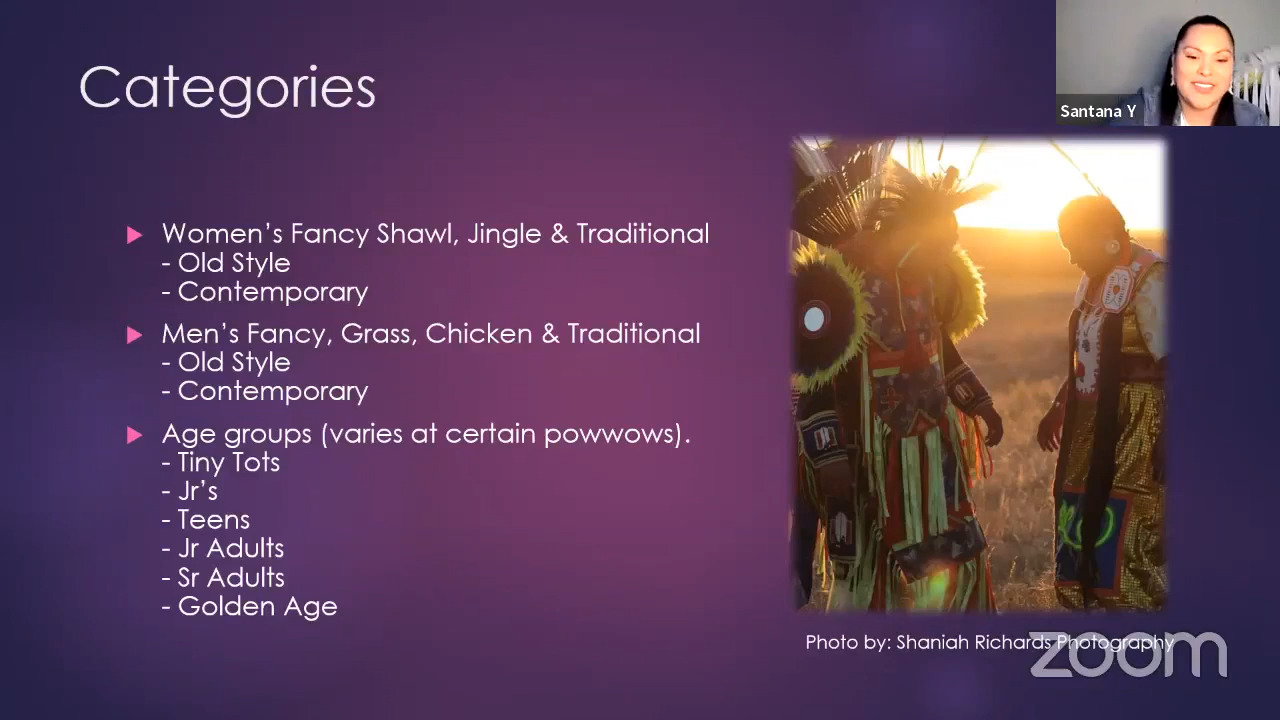 Categories
Santana Y
▶ Women's Fancy Shawl, Jingle & Traditional
- Old Style
- Contemporary
▶ Men's Fancy, Grass, Chicken & Traditional
- Old Style
- Contemporary
▶ Age groups (varies at certain powwows).
- Tiny Tots
- Jr's
- Teens
- Jr Adults
- Sr Adults
- Golden Age
Photo by: Shaniah Richards Photography
zoom